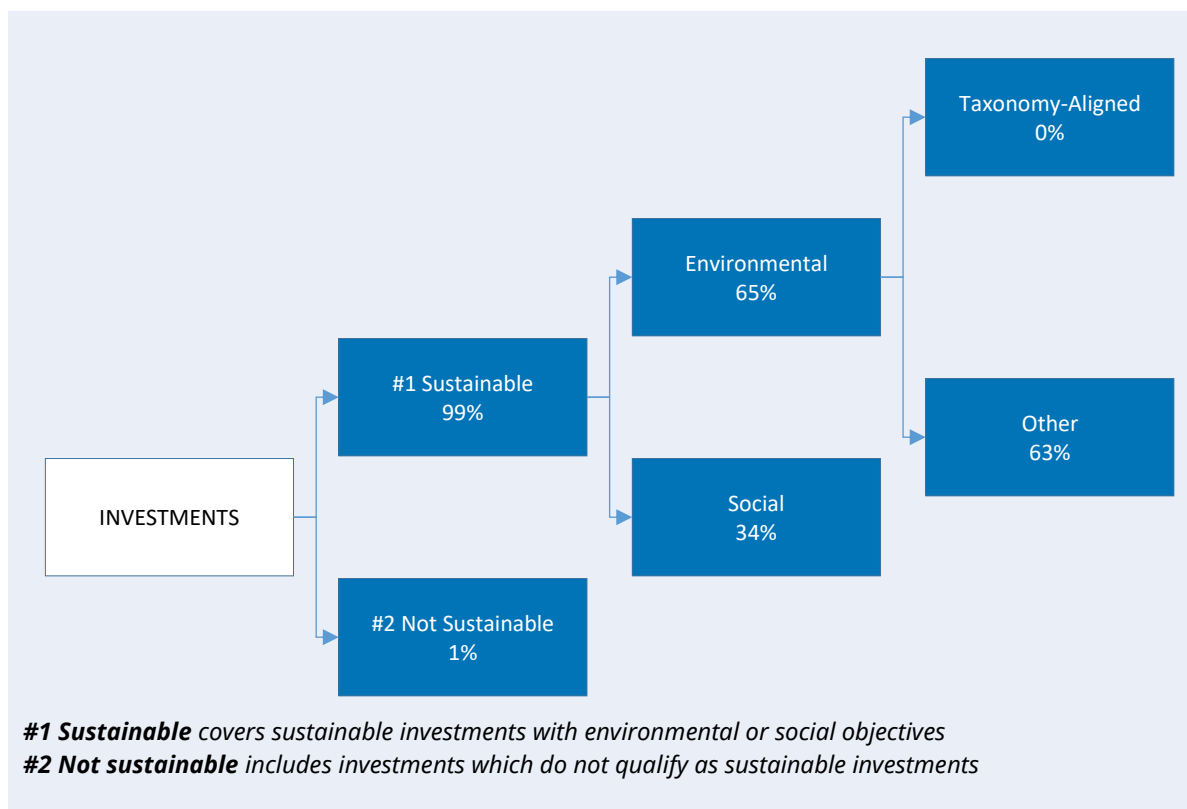 Taxonomy-Aligned
0%
Environmental
65%
#1 Sustainable
99%
Other
63%
INVESTMENTS
Social
34%
#2 Not Sustainable
1%
#1 Sustainable covers sustainable investments with environmental or social objectives
#2 Not sustainable includes investments which do not qualify as sustainable investments